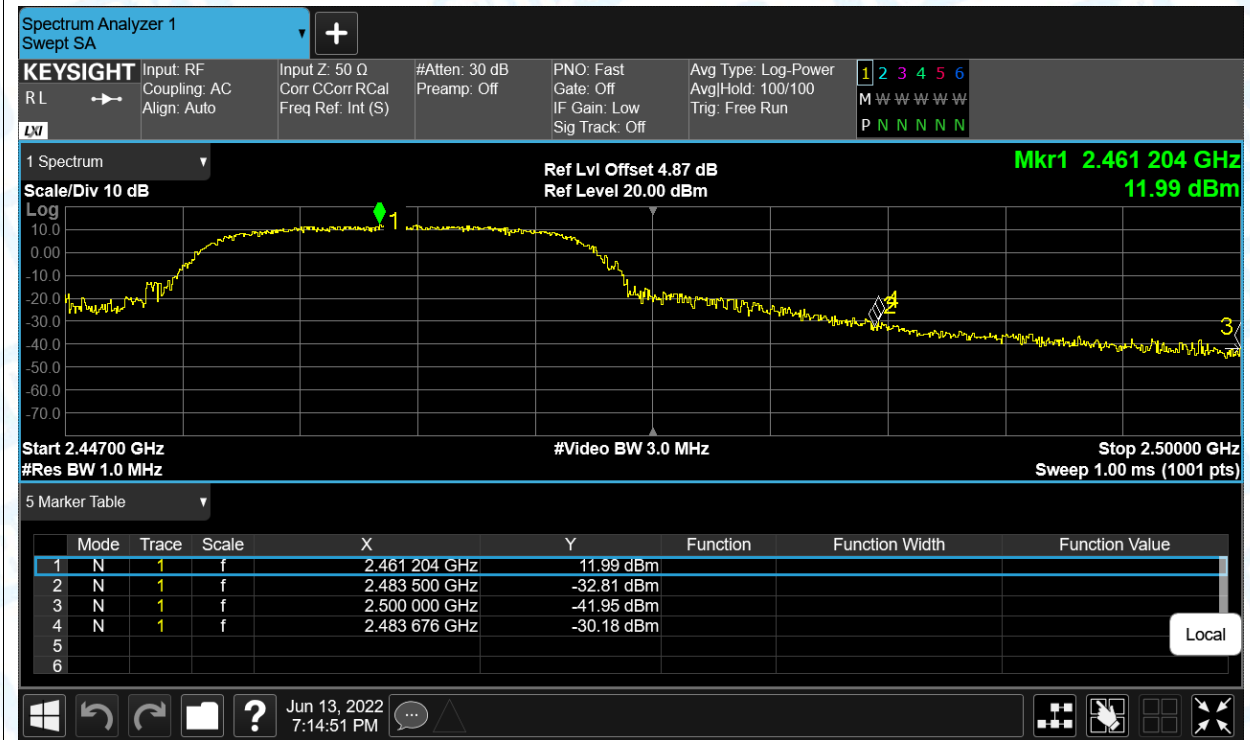 Spectrum Analyzer 1
Swept SA
+
KEYSIGHT
R L
LXI
Input: RF
Coupling: AC
Align: Auto
Input Z: 50 Ω
Corr CCorr RCal
Freq Ref: Int (S)
#Atten: 30 dB
Preamp: Off
PNO: Fast
Gate: Off
IF Gain: Low
Sig Track: Off
Avg Type: Log-Power
Avg|Hold: 100/100
Trig: Free Run
1 2 3 4 5 6
M W W W W W
P N N N N N
1 Spectrum
Scale/Div 10 dB
Ref Lvl Offset 4.87 dB
Ref Level 20.00 dBm
Mkr1 2.461 204 GHz
11.99 dBm
Log
10.0
0.00
-10.0
-20.0
-30.0
-40.0
-50.0
-60.0
-70.0
1
4
2
3
Start 2.44700 GHz
#Res BW 1.0 MHz
#Video BW 3.0 MHz
Stop 2.50000 GHz
Sweep 1.00 ms (1001 pts)
5 Marker Table
Mode Trace Scale X Y Function Function Width Function Value
1 N 1 f 2.461 204 GHz 11.99 dBm
2 N 1 f 2.483 500 GHz -32.81 dBm
3 N 1 f 2.500 000 GHz -41.95 dBm
4 N 1 f 2.483 676 GHz -30.18 dBm
5
6
Local
?
Jun 13, 2022
7:14:51 PM